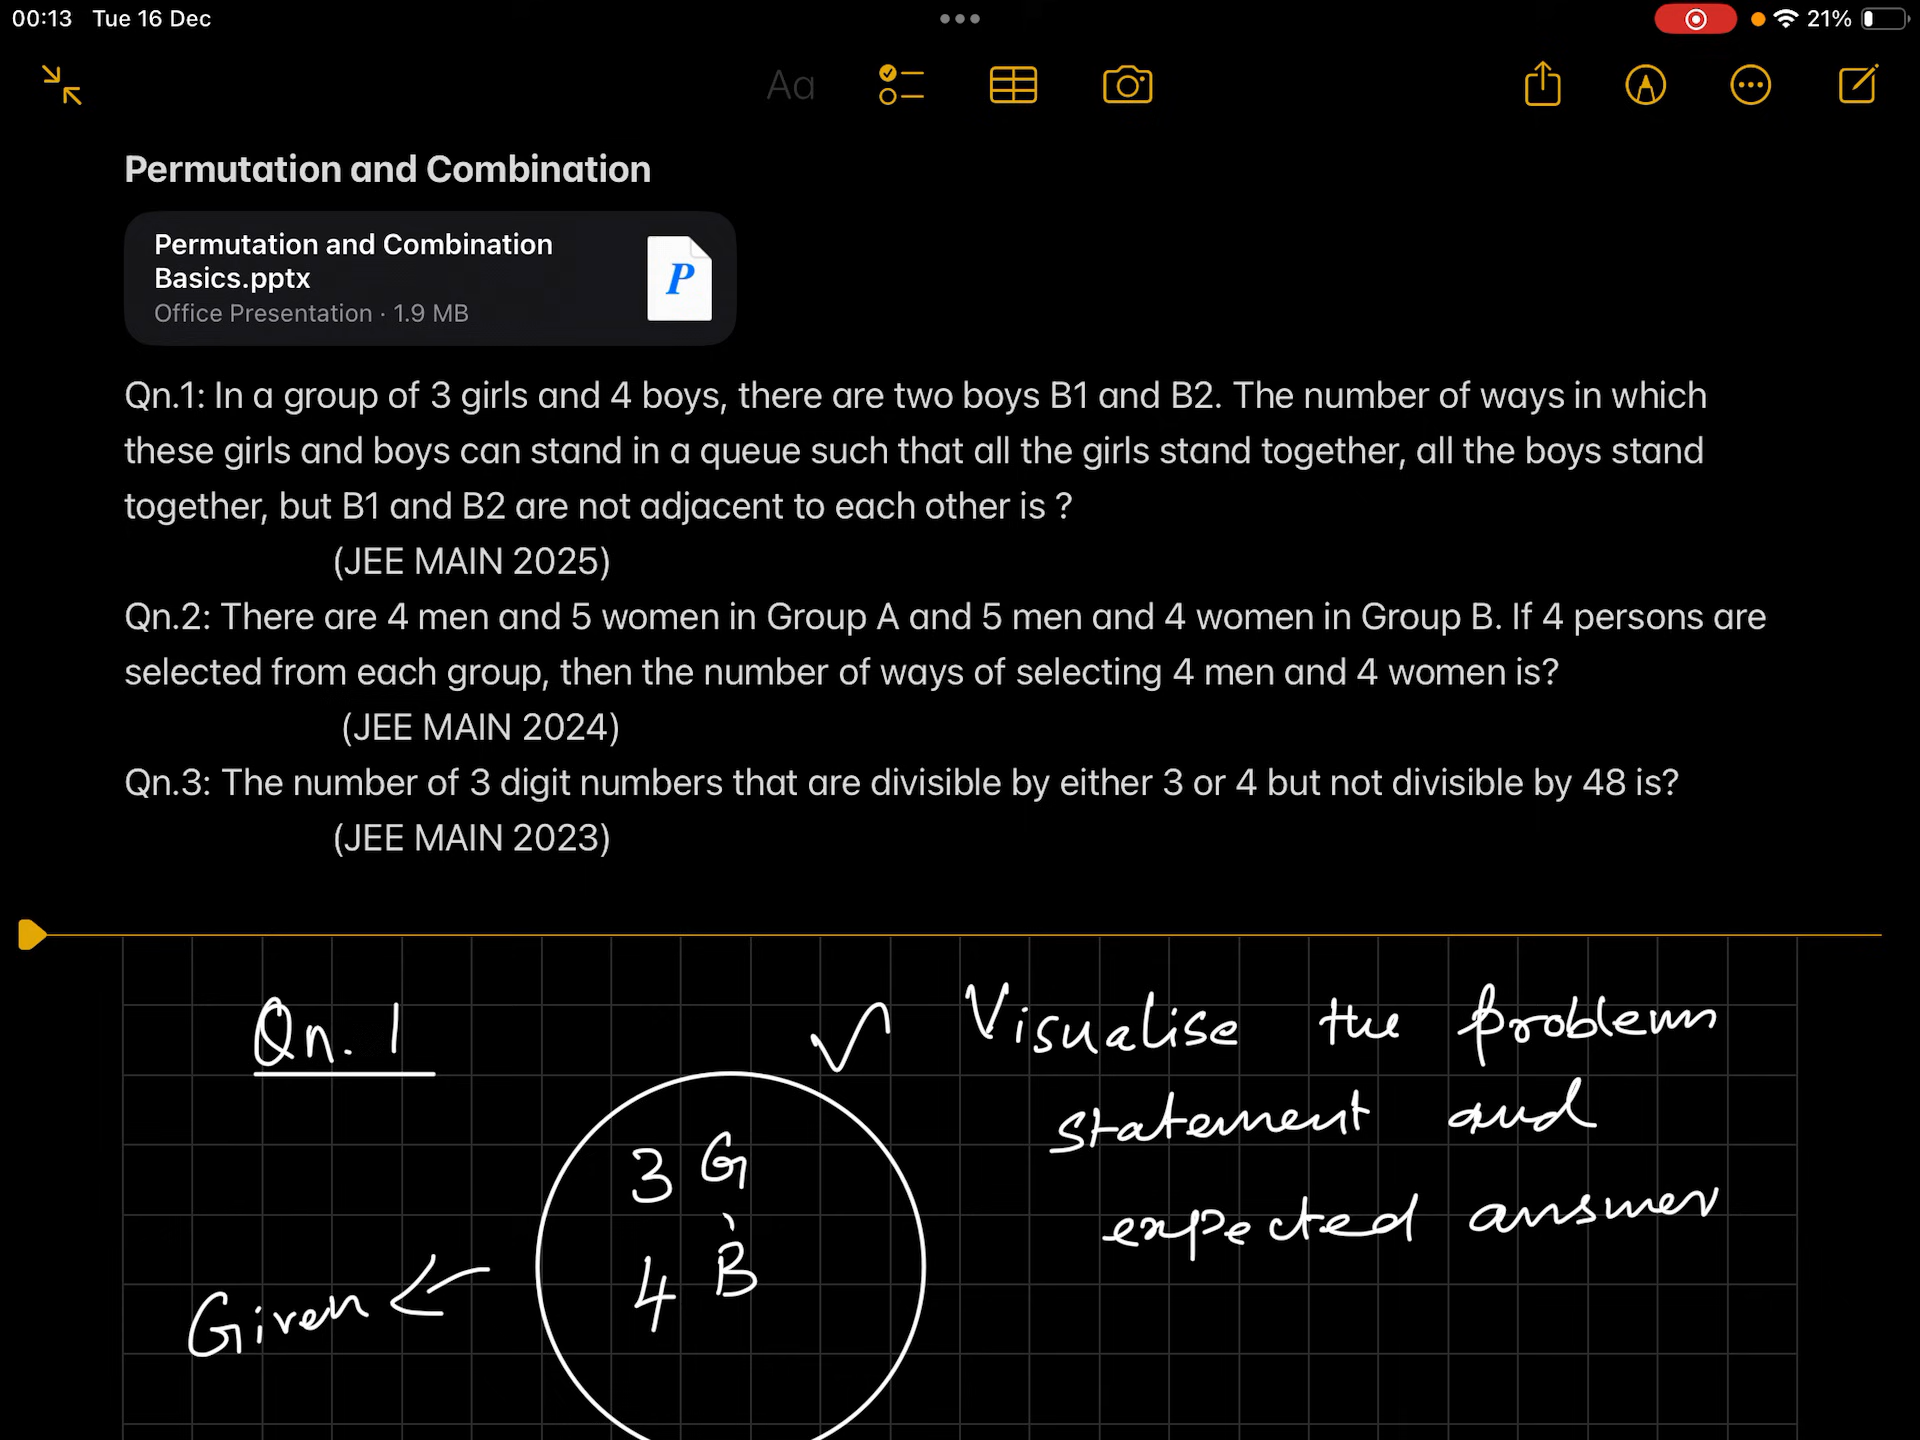 00:13 Tue 16 Dec
21%
Aa
Permutation and Combination
Permutation and Combination
Basics.pptx
Office Presentation · 1.9 MB
P
Qn.1: In a group of 3 girls and 4 boys, there are two boys B1 and B2. The number of ways in which
these girls and boys can stand in a queue such that all the girls stand together, all the boys stand
together, but B1 and B2 are not adjacent to each other is ?
(JEE MAIN 2025)
Qn.2: There are 4 men and 5 women in Group A and 5 men and 4 women in Group B. If 4 persons are
selected from each group, then the number of ways of selecting 4 men and 4 women is?
(JEE MAIN 2024)
Qn.3: The number of 3 digit numbers that are divisible by either 3 or 4 but not divisible by 48 is?
(JEE MAIN 2023)
Qn. 1
Visualise the problem
statement and
expected answer
3 G
4 B
Given